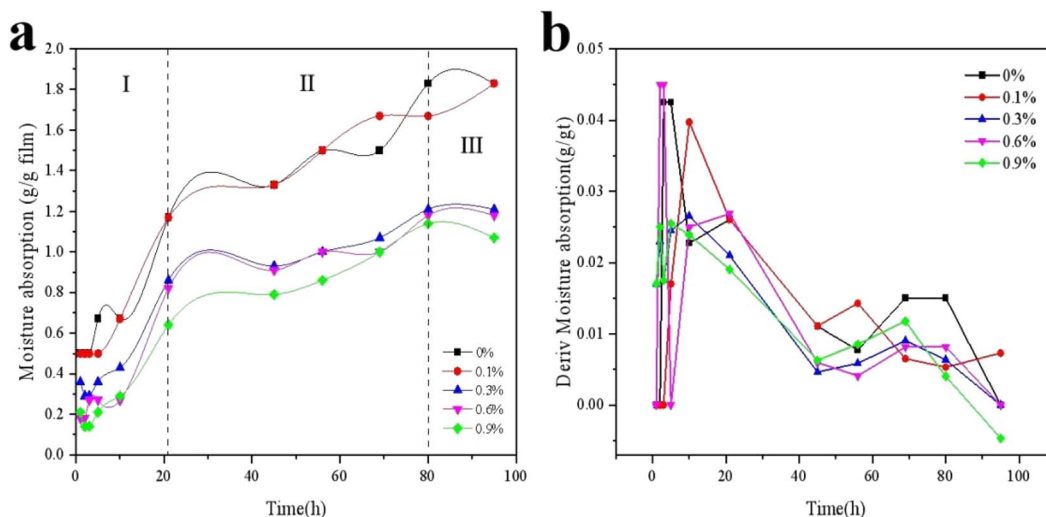 a
Moisture absorption (g/g film)
2.0
1.8
1.6
1.4
1.2
1.0
0.8
0.6
0.4
0.2
0.0
I
II
III
0%
0.1%
0.3%
0.6%
0.9%
0 20 40 60 80 100
Time(h)
b
Deriv Moisture absorption(g/gt)
0.05
0.04
0.03
0.02
0.01
0.00
0%
0.1%
0.3%
0.6%
0.9%
0 20 40 60 80 100
Time(h)